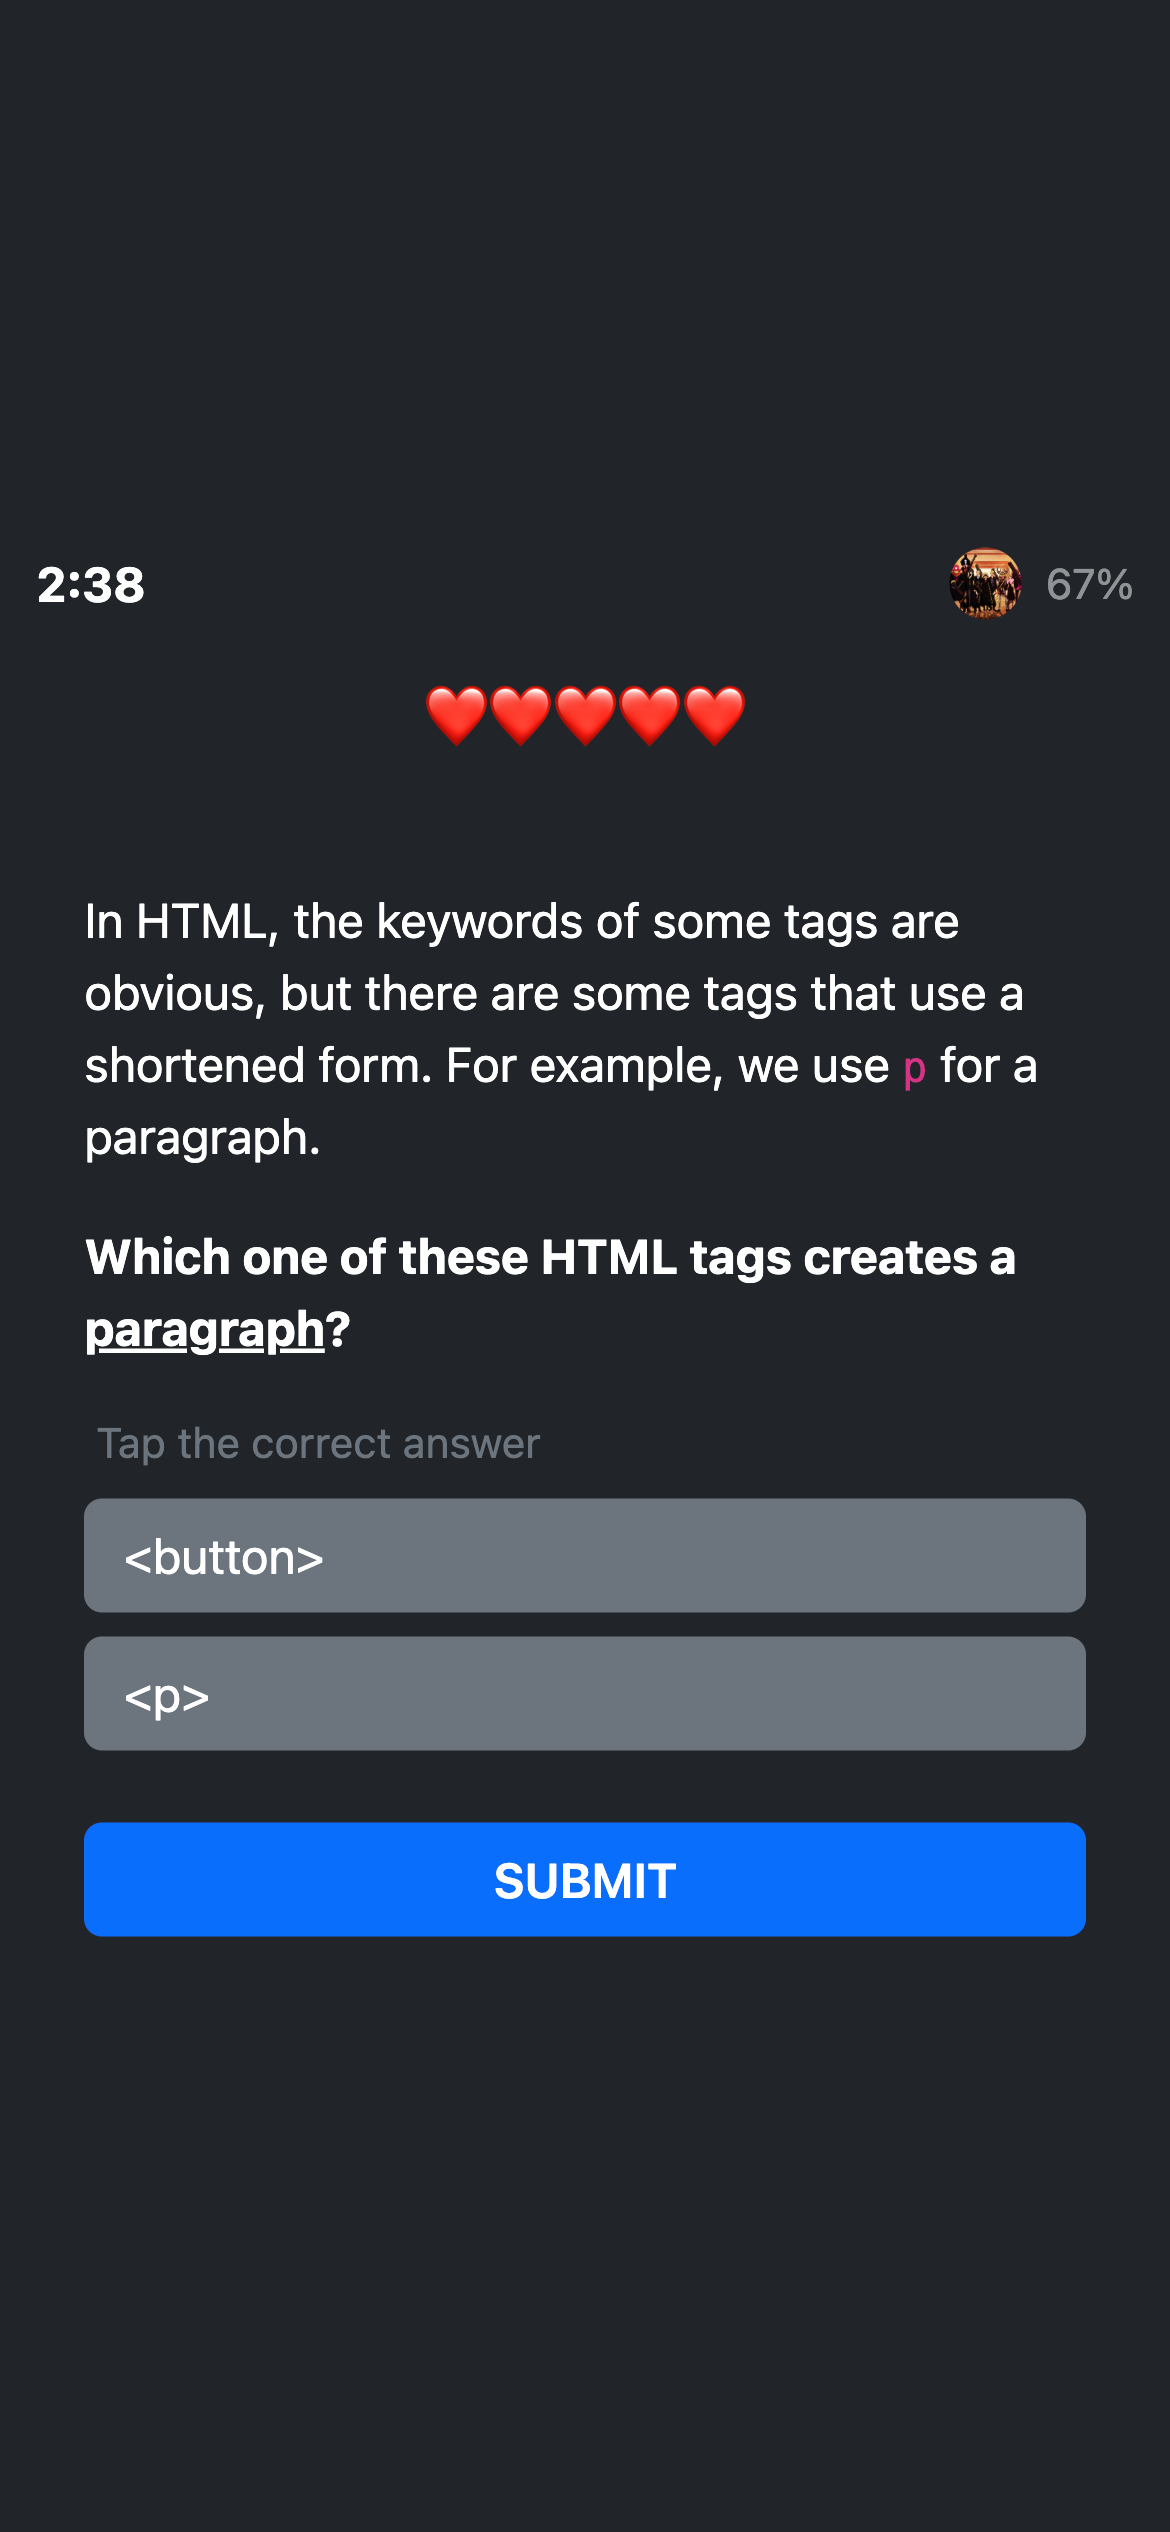 2:38
67%
In HTML, the keywords of some tags are
obvious, but there are some tags that use a
shortened form. For example, we use p for a
paragraph.
Which one of these HTML tags creates a
paragraph?
Tap the correct answer
<button>
<p>
SUBMIT